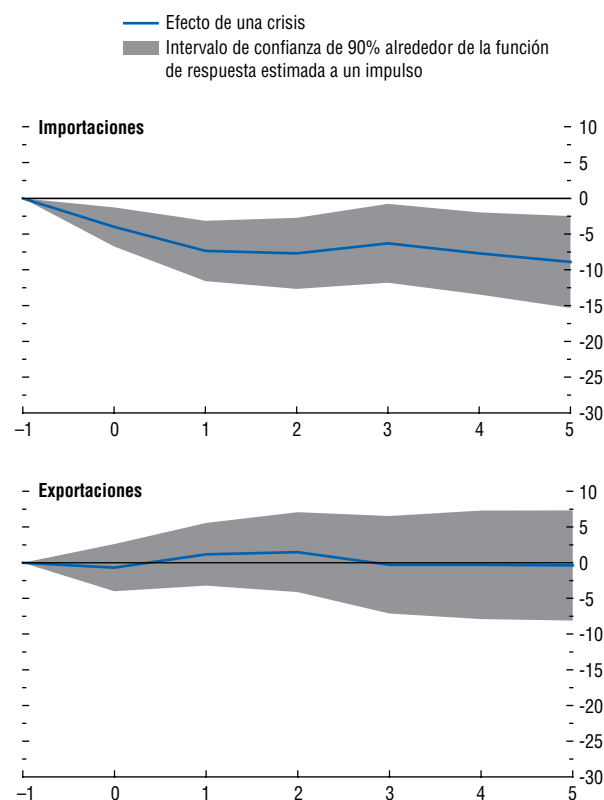 Efecto de una crisis
Intervalo de confianza de 90% alrededor de la función
de respuesta estimada a un impulso
Importaciones
10
5
0
-5
-10
-15
-20
-25
-30
–1 0 1 2 3 4 5
Exportaciones
10
5
0
-5
-10
-15
-20
-25
-30
–1 0 1 2 3 4 5